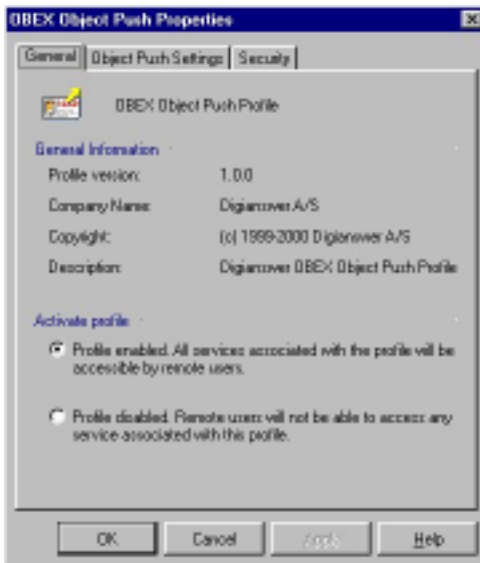 OBEX Object Push Properties
General
Object Push Settings
Security
OBEX Object Push Profile
General Information
Profile version: 1.0.0
Company Name: Digianswer A/S
Copyright: (c) 1999-2000 Digianswer A/S
Description: Digianswer OBEX Object Push Profile
Activate profile
Profile enabled. All services associated with the profile will be
accessible by remote users.
Profile disabled. Remote users will not be able to access any
service associated with this profile.
OK
Cancel
Apply
Help